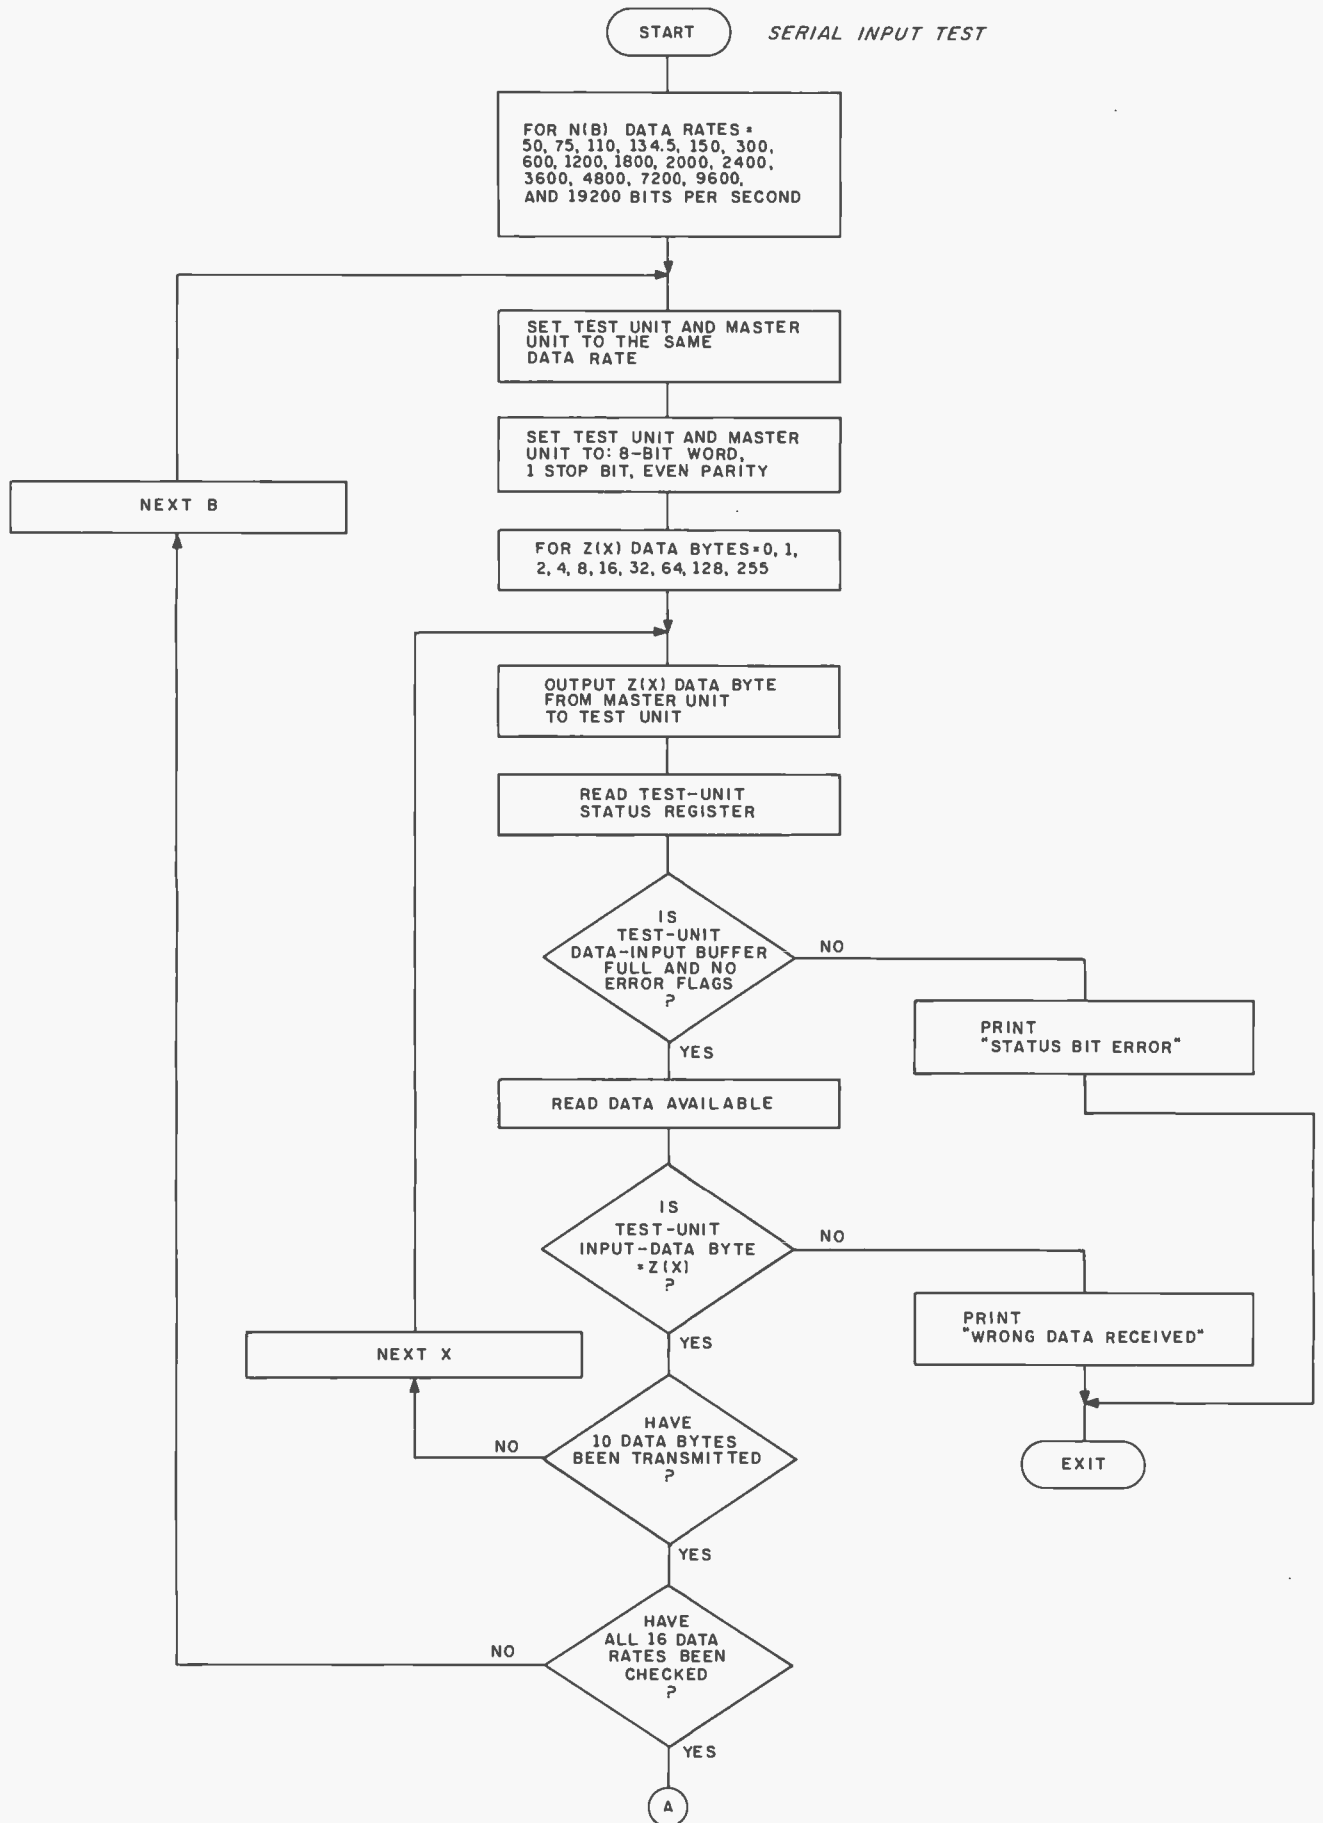 START
SERIAL INPUT TEST
FOR N(B) DATA RATES =
50, 75, 110, 134.5, 150, 300,
600, 1200, 1800, 2000, 2400,
3600, 4800, 7200, 9600,
AND 19200 BITS PER SECOND
SET TEST UNIT AND MASTER
UNIT TO THE SAME
DATA RATE
SET TEST UNIT AND MASTER
UNIT TO: 8-BIT WORD,
1 STOP BIT, EVEN PARITY
NEXT B
FOR Z(X) DATA BYTES=0, 1,
2, 4, 8, 16, 32, 64, 128, 255
OUTPUT Z(X) DATA BYTE
FROM MASTER UNIT
TO TEST UNIT
READ TEST-UNIT
STATUS REGISTER
IS
TEST-UNIT
DATA-INPUT BUFFER
FULL AND NO
ERROR FLAGS
?
NO
PRINT
"STATUS BIT ERROR"
YES
READ DATA AVAILABLE
IS
TEST-UNIT
INPUT-DATA BYTE
=Z(X)
?
NO
PRINT
"WRONG DATA RECEIVED"
YES
NEXT X
HAVE
10 DATA BYTES
BEEN TRANSMITTED
?
NO
EXIT
YES
HAVE
ALL 16 DATA
RATES BEEN
CHECKED
?
NO
YES
A